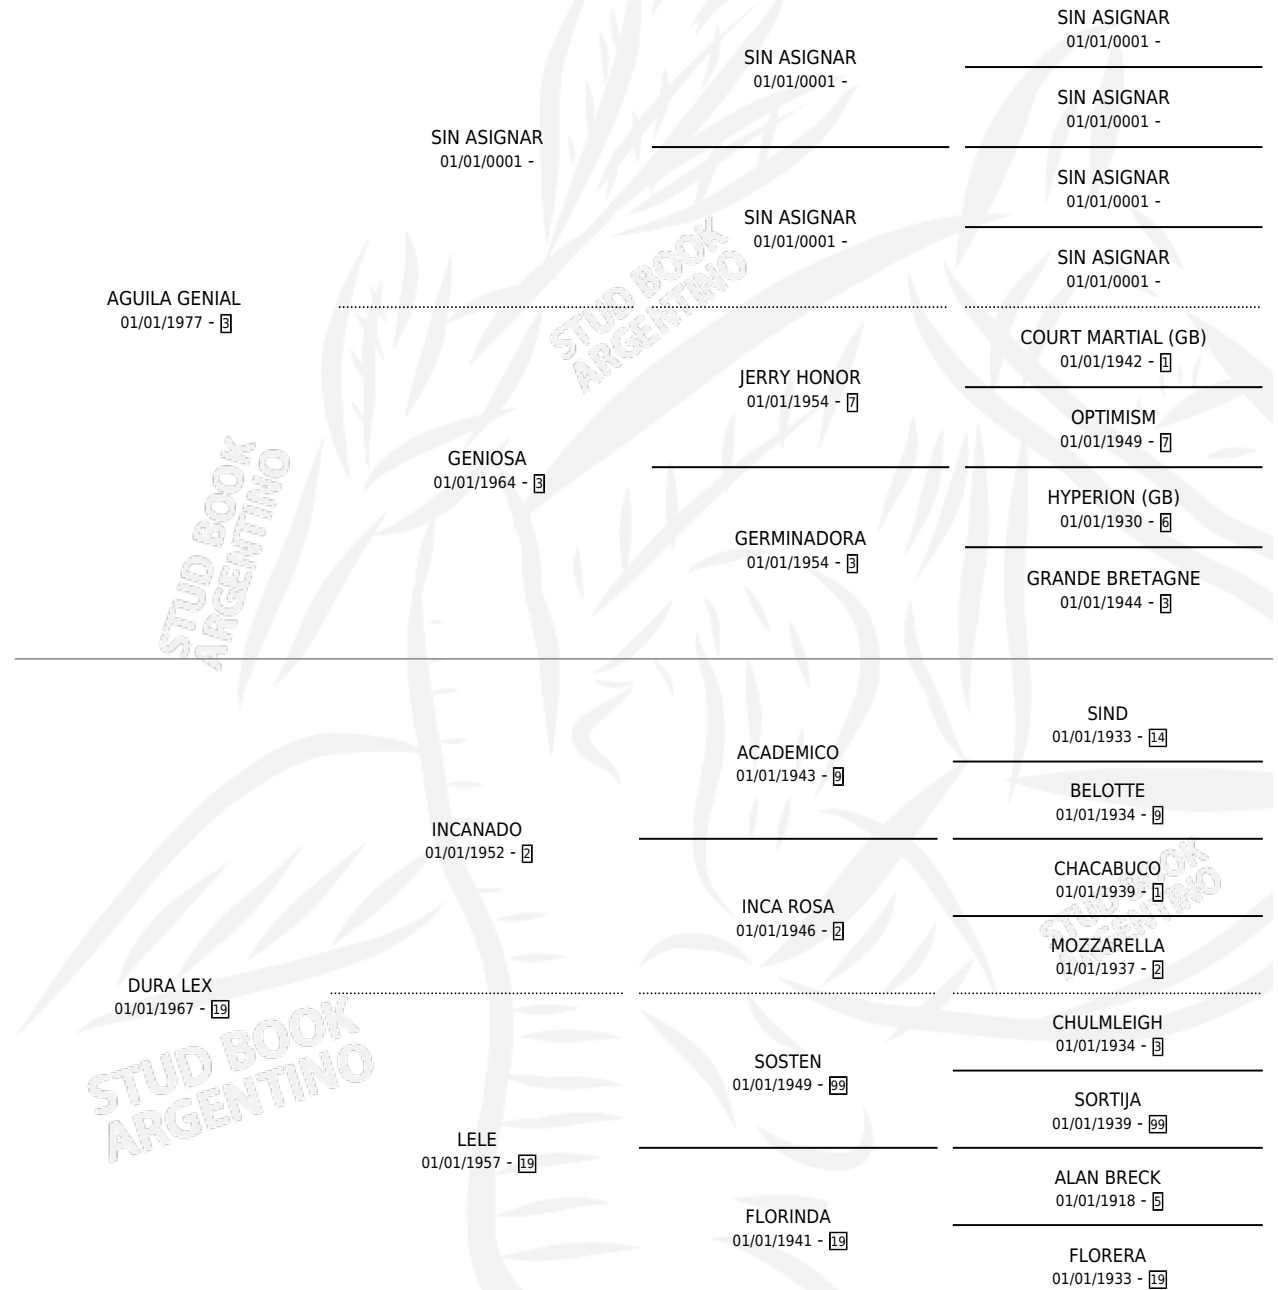 SIN ASIGNAR
01/01/0001 -
SIN ASIGNAR
01/01/0001 -
SIN ASIGNAR
01/01/0001 -
SIN ASIGNAR
01/01/0001 -
SIN ASIGNAR
01/01/0001 -
SIN ASIGNAR
01/01/0001 -
SIN ASIGNAR
01/01/0001 -
AGUILA GENIAL
01/01/1977 - 3
COURT MARTIAL (GB)
01/01/1942 - 1
JERRY HONOR
01/01/1954 - 7
OPTIMISM
01/01/1949 - 7
GENIOSA
01/01/1964 - 3
HYPERION (GB)
01/01/1930 - 6
GERMINADORA
01/01/1954 - 3
GRANDE BRETAGNE
01/01/1944 - 3
SIND
01/01/1933 - 14
ACADEMICO
01/01/1943 - 9
BELOTTE
01/01/1934 - 9
INCANADO
01/01/1952 - 2
CHACABUCO
01/01/1939 - 1
INCA ROSA
01/01/1946 - 2
MOZZARELLA
01/01/1937 - 2
DURA LEX
01/01/1967 - 19
CHULMLEIGH
01/01/1934 - 3
SOSTEN
01/01/1949 - 99
SORTIJA
01/01/1939 - 99
LELE
01/01/1957 - 19
ALAN BRECK
01/01/1918 - 5
FLORINDA
01/01/1941 - 19
FLORERA
01/01/1933 - 19
STUD BOOK
ARGENTINO
STUD BOOK
ARGENTINO
STUD BOOK
ARGENTINO
STUD BOOK
ARGENTINO